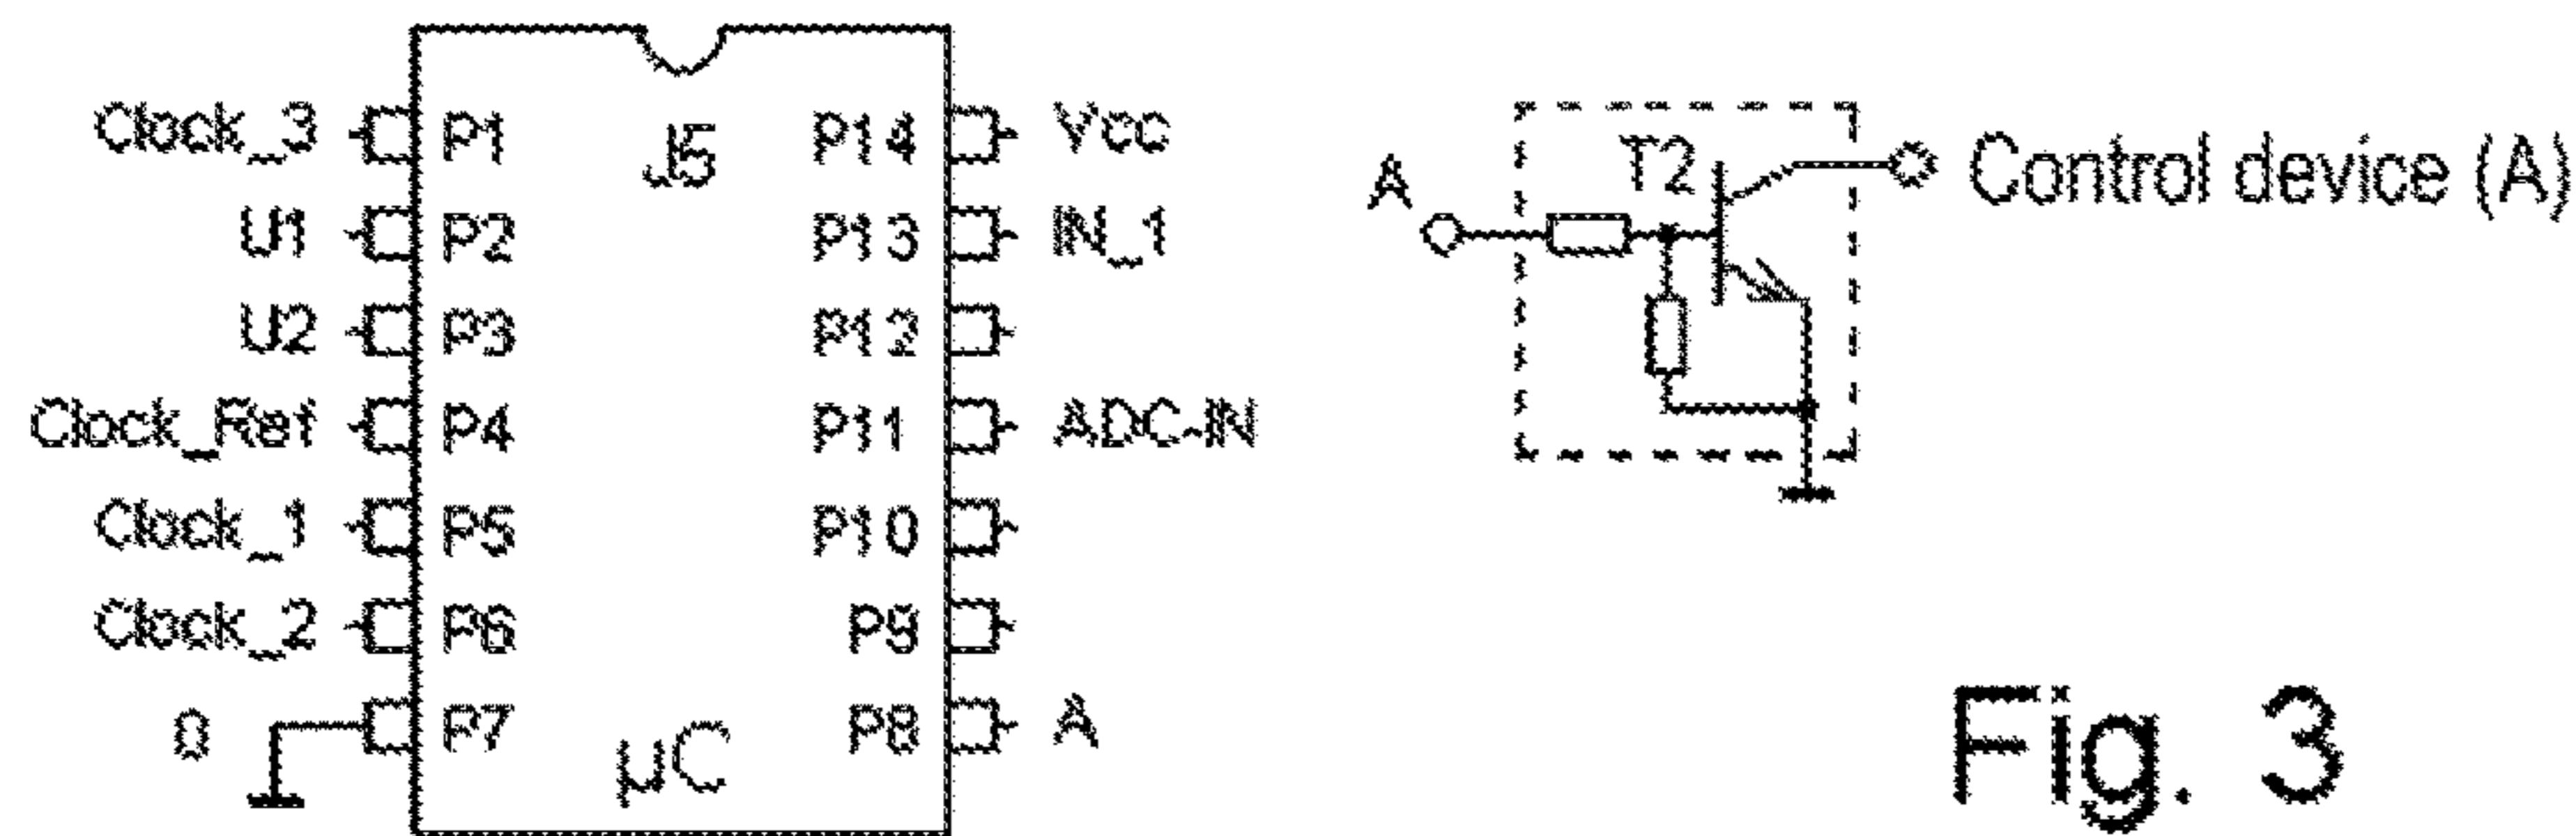 Clock_3 P1 J5 P14 Vcc
U1 P2 P13 IN_1
U2 P3 P12
Clock_Ref P4 P11 ADC-IN
Clock_1 P5 P10
Clock_2 P6 P9
0 P7 µC P8 A
A T2 Control device (A)
Fig. 3